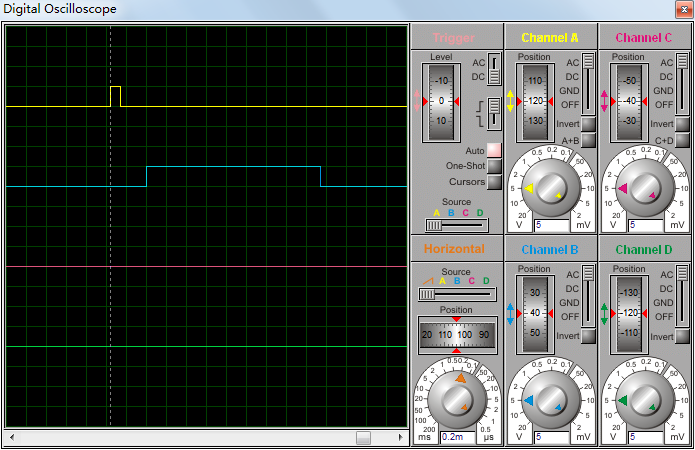 Digital Oscilloscope
Trigger
Level
-10
0
10
AC
DC
Auto
One-Shot
Cursors
Source
A B C D
Channel A
Position
110
120
130
AC
DC
GND
OFF
Invert
A+B
20 10 5 2 1 0.5 0.2 0.1 50 20 10 5 2
V
5
mV
Channel C
Position
-50
-40
-30
AC
DC
GND
OFF
Invert
C+D
20 10 5 2 1 0.5 0.2 0.1 50 20 10 5 2
V
5
mV
Horizontal
Source
A B C D
Position
20 110 100 90
200 100 50 20 10 5 2 1 0.5 0.2 0.1 50 20 10 5 2 1 0.5
ms
0.2m
µs
Channel B
Position
30
40
50
AC
DC
GND
OFF
Invert
20 10 5 2 1 0.5 0.2 0.1 50 20 10 5 2
V
5
mV
Channel D
Position
-130
-120
-110
AC
DC
GND
OFF
Invert
20 10 5 2 1 0.5 0.2 0.1 50 20 10 5 2
V
5
mV